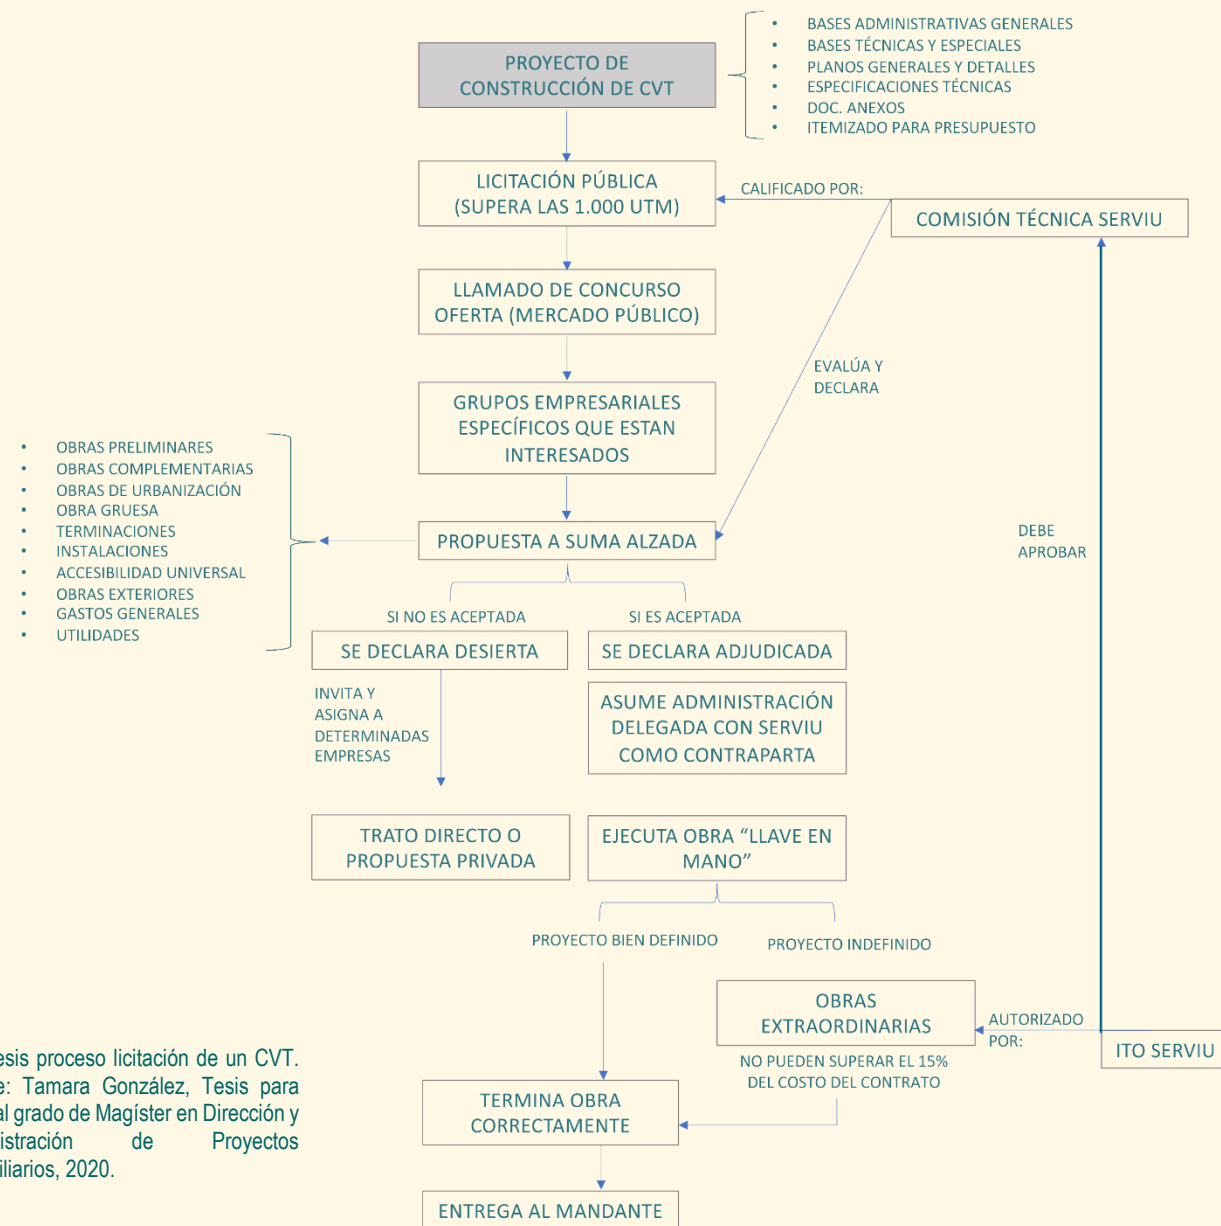 PROYECTO DE
CONSTRUCCIÓN DE CVT
• BASES ADMINISTRATIVAS GENERALES
• BASES TÉCNICAS Y ESPECIALES
• PLANOS GENERALES Y DETALLES
• ESPECIFICACIONES TÉCNICAS
• DOC. ANEXOS
• ITEMIZADO PARA PRESUPUESTO
LICITACIÓN PÚBLICA
(SUPERA LAS 1.000 UTM)
CALIFICADO POR:
COMISIÓN TÉCNICA SERVIU
LLAMADO DE CONCURSO
OFERTA (MERCADO PÚBLICO)
EVALÚA Y
DECLARA
GRUPOS EMPRESARIALES
ESPECÍFICOS QUE ESTAN
INTERESADOS
• OBRAS PRELIMINARES
• OBRAS COMPLEMENTARIAS
• OBRAS DE URBANIZACIÓN
• OBRA GRUESA
• TERMINACIONES
• INSTALACIONES
• ACCESIBILIDAD UNIVERSAL
• OBRAS EXTERIORES
• GASTOS GENERALES
• UTILIDADES
PROPUESTA A SUMA ALZADA
DEBE
APROBAR
SI NO ES ACEPTADA
SI ES ACEPTADA
SE DECLARA DESIERTA
SE DECLARA ADJUDICADA
INVITA Y
ASIGNA A
DETERMINADAS
EMPRESAS
ASUME ADMINISTRACIÓN
DELEGADA CON SERVIU
COMO CONTRAPARTA
TRATO DIRECTO O
PROPUESTA PRIVADA
EJECUTA OBRA “LLAVE EN
MANO”
PROYECTO BIEN DEFINIDO
PROYECTO INDEFINIDO
OBRAS
EXTRAORDINARIAS
AUTORIZADO
POR:
ITO SERVIU
NO PUEDEN SUPERAR EL 15%
DEL COSTO DEL CONTRATO
TERMINA OBRA
CORRECTAMENTE
ENTREGA AL MANDANTE
proceso licitación de un CVT.
Tamara González, Tesis para
al grado de Magíster en Dirección y
de Proyectos
2020.